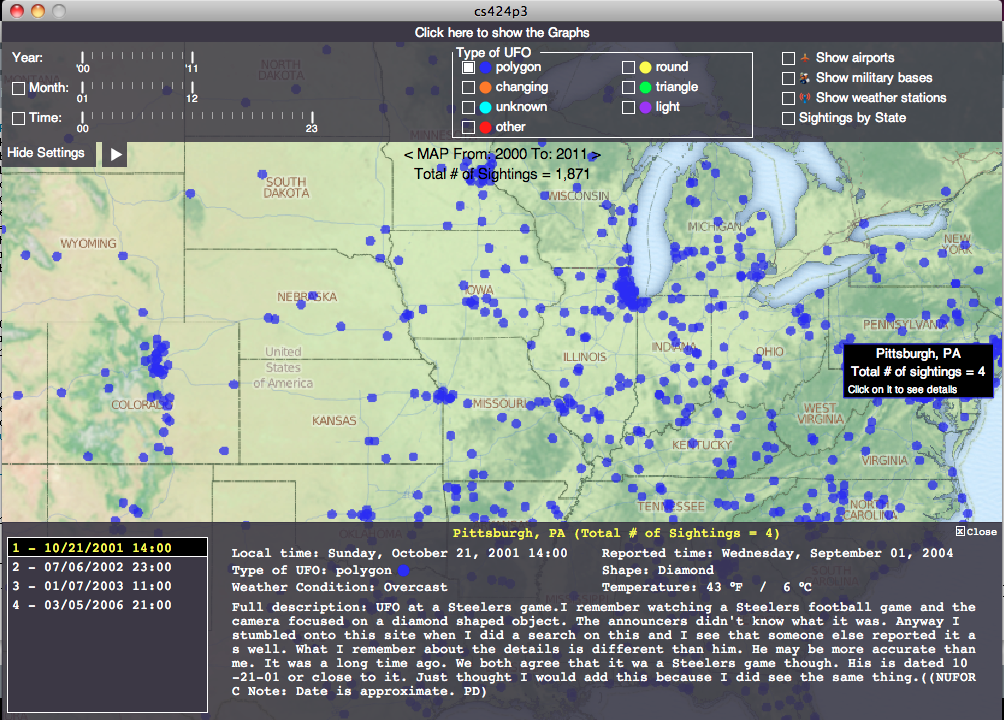 cs424p3
Click here to show the Graphs
Year:
'00 '11
Month:
01 12
Time:
00 23
Type of UFO
polygon
round
changing
triangle
unknown
light
other
Show airports
Show military bases
Show weather stations
Sightings by State
Hide Settings
< MAP From: 2000 To: 2011 >
Total # of Sightings = 1,871
NORTH
DAKOTA
SOUTH
DAKOTA
WISCONSIN
MICHIGAN
NEW
YORK
WYOMING
IOWA
NEBRASKA
PENNSYLVANIA
United
States
of America
ILLINOIS
INDIANA
OHIO
Pittsburgh, PA
Total # of sightings = 4
Click on it to see details
COLORADO
KANSAS
MISSOURI
WEST
VIRGINIA
KENTUCKY
VIRGINIA
TENNESSEE
NORTH
CAROLINA
OKLAHOMA
Pittsburgh, PA (Total # of Sightings = 4)
Close
1 - 10/21/2001 14:00
2 - 07/06/2002 23:00
3 - 01/07/2003 11:00
4 - 03/05/2006 21:00
Local time: Sunday, October 21, 2001 14:00
Reported time: Wednesday, September 01, 2004
Type of UFO: polygon
Shape: Diamond
Weather Condition: Overcast
Temperature: 43 °F / 6 °C
Full description: UFO at a Steelers game.I remember watching a Steelers football game and the
camera focused on a diamond shaped object. The announcers didn't know what it was. Anyway I
stumbled onto this site when I did a search on this and I see that someone else reported it a
s well. What I remember about the details is different than him. He may be more accurate than
me. It was a long time ago. We both agree that it wa a Steelers game though. His is dated 10
-21-01 or close to it. Just thought I would add this because I did see the same thing.((NUFOR
C Note: Date is approximate. PD)